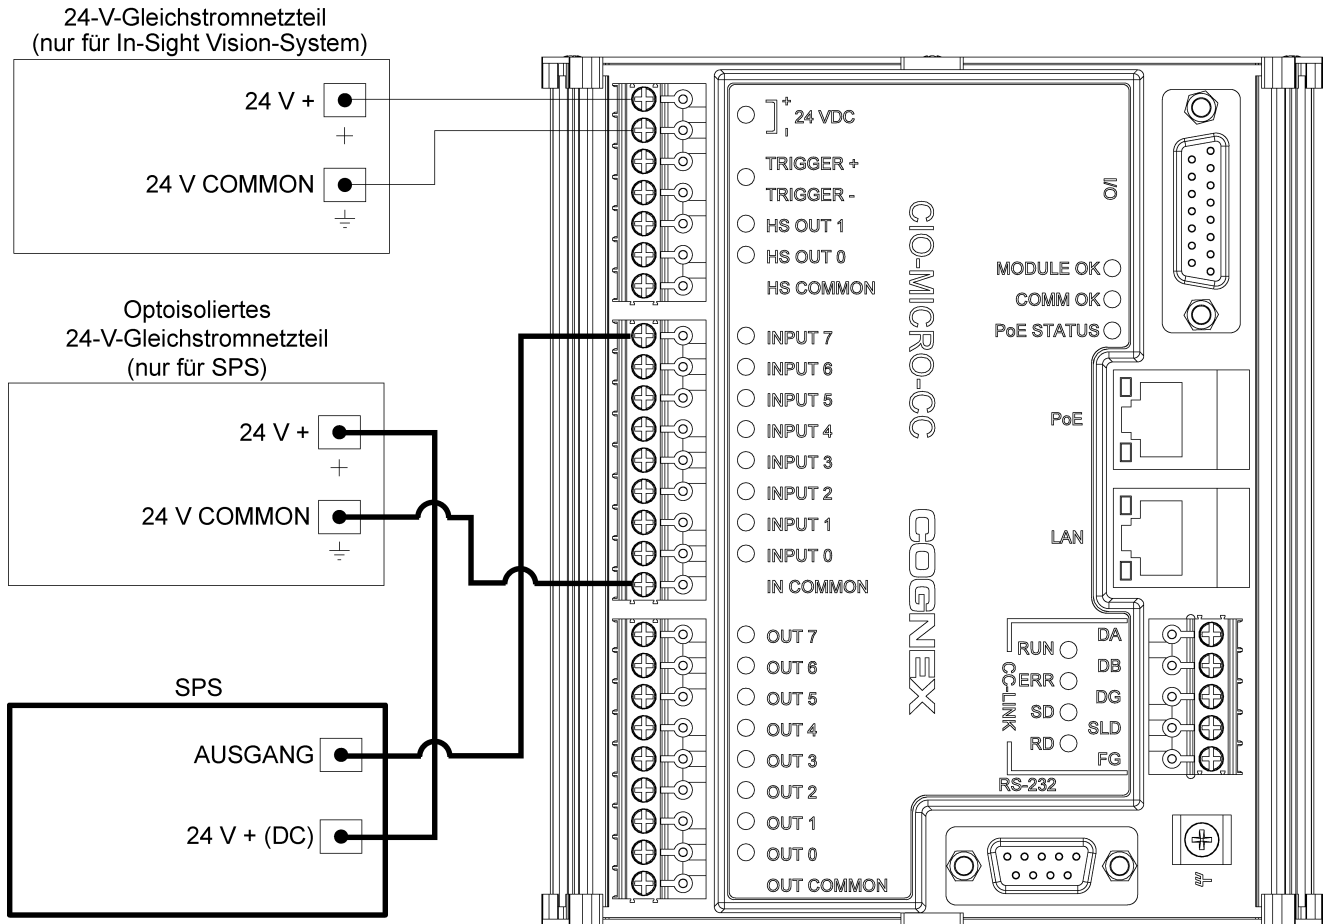 24-V-Gleichstromnetzteil
(nur für In-Sight Vision-System)
24 V +
24 V COMMON
Optoisoliertes
24-V-Gleichstromnetzteil
(nur für SPS)
24 V +
24 V COMMON
SPS
AUSGANG
24 V + (DC)
+
-
24 VDC
TRIGGER +
TRIGGER -
HS OUT 1
HS OUT 0
HS COMMON
INPUT 7
INPUT 6
INPUT 5
INPUT 4
INPUT 3
INPUT 2
INPUT 1
INPUT 0
IN COMMON
OUT 7
OUT 6
OUT 5
OUT 4
OUT 3
OUT 2
OUT 1
OUT 0
OUT COMMON
CIO-MICRO-CC
COGNEX
I/O
MODULE OK
COMM OK
PoE STATUS
PoE
LAN
CC-LINK
RUN
ERR
SD
RD
DA
DB
DG
SLD
FG
RS-232